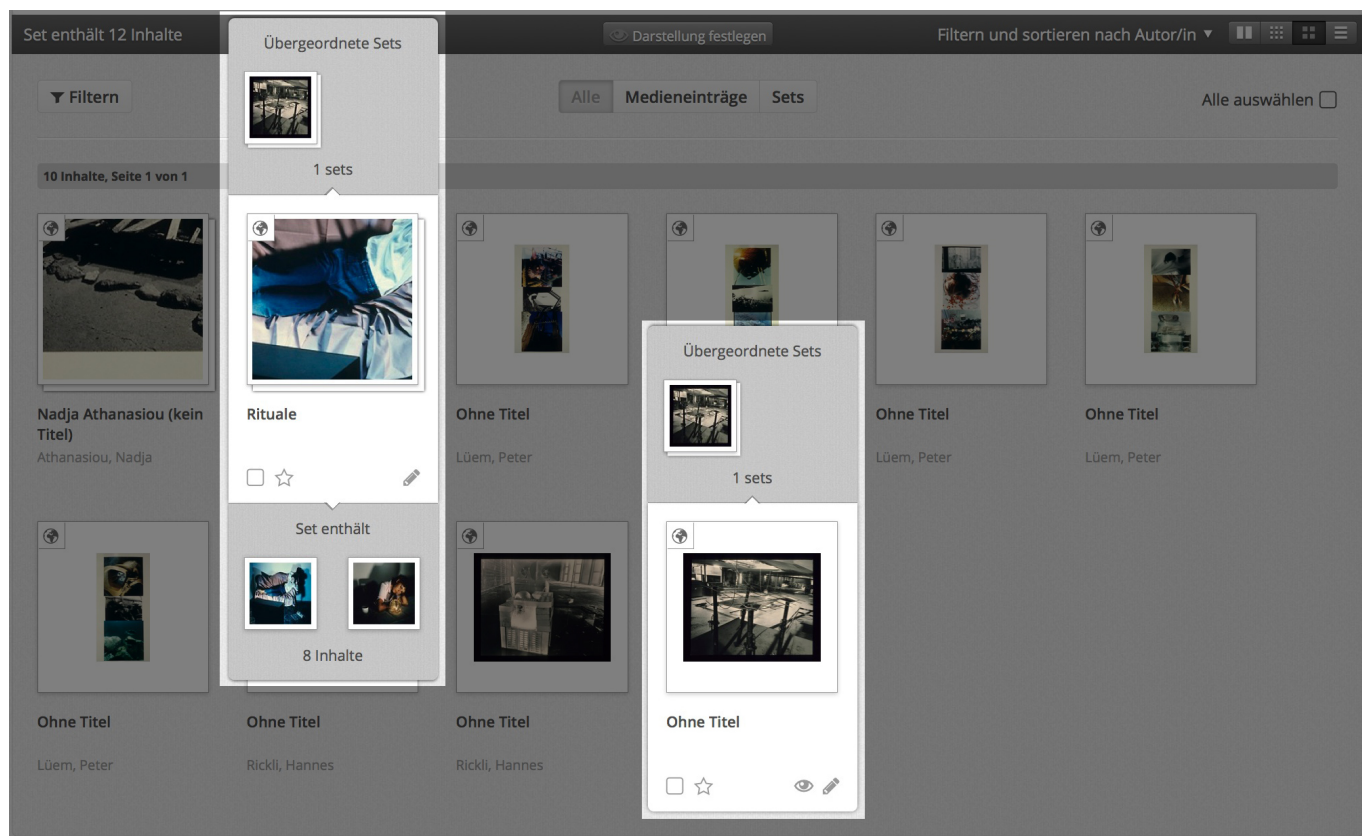 Set enthält 12 Inhalte
Darstellung festlegen
Filtern und sortieren nach Autor/in ▼
Filtern
Alle Medieneinträge Sets
Alle auswählen
10 Inhalte, Seite 1 von 1
Übergeordnete Sets
1 sets
Nadja Athanasiou (kein
Titel)
Athanasiou, Nadja
Rituale
Ohne Titel
Lüem, Peter
Ohne Titel
Lüem, Peter
Ohne Titel
Lüem, Peter
Set enthält
8 Inhalte
Übergeordnete Sets
1 sets
Ohne Titel
Lüem, Peter
Ohne Titel
Rickli, Hannes
Ohne Titel
Rickli, Hannes
Ohne Titel